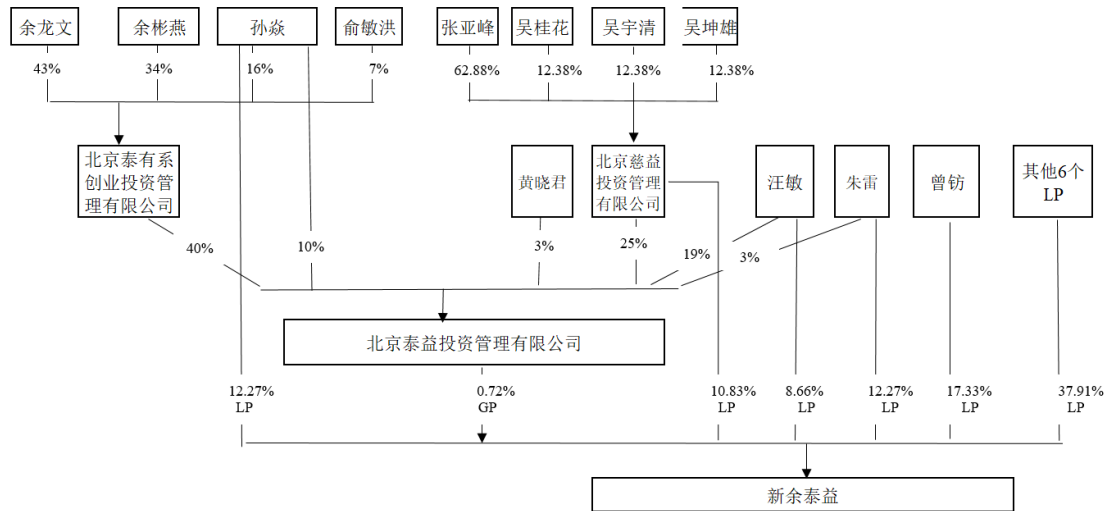 余龙文
余彬燕
孙焱
俞敏洪
张亚峰
吴桂花
吴宇清
吴坤雄
43%
34%
16%
7%
62.88%
12.38%
12.38%
12.38%
北京泰有系
创业投资管
理有限公司
黄晓君
北京慈益
投资管理
有限公司
汪敏
朱雷
曾钫
其他6个
LP
40%
10%
3%
25%
19%
3%
北京泰益投资管理有限公司
12.27%
LP
0.72%
GP
10.83%
LP
8.66%
LP
12.27%
LP
17.33%
LP
37.91%
LP
新余泰益